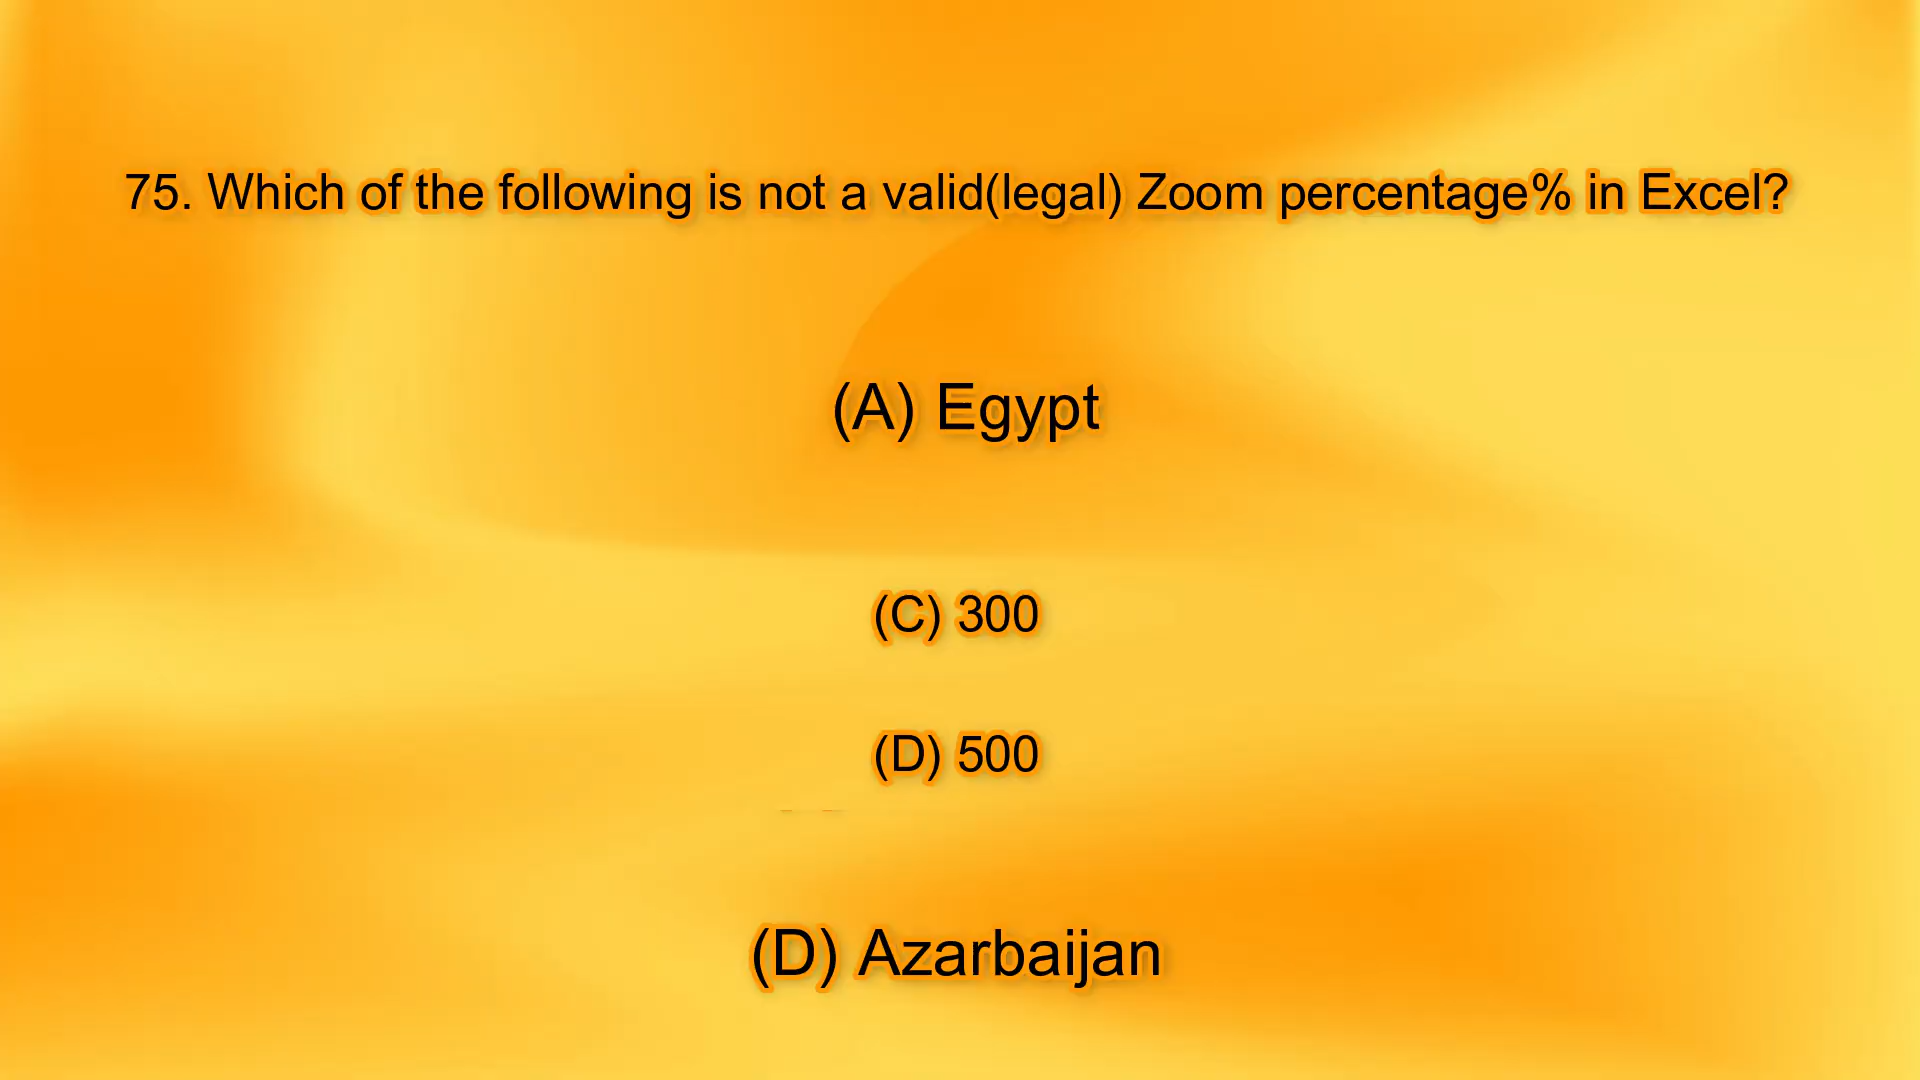 75. Which of the following is not a valid(legal) Zoom percentage% in Excel?
(A) Egypt
(C) 300
(D) 500
(D) Azarbaijan